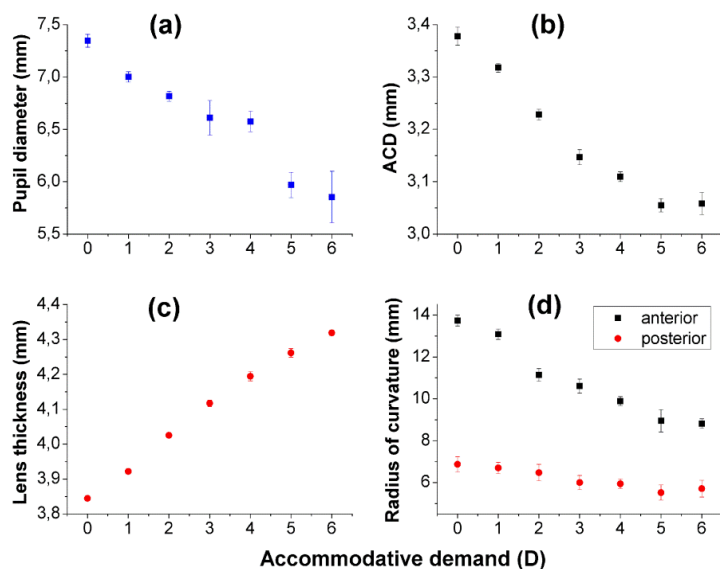 (a)
Pupil diameter (mm)
7,5
7,0
6,5
6,0
5,5
0 1 2 3 4 5 6
(b)
ACD (mm)
3,4
3,3
3,2
3,1
3,0
0 1 2 3 4 5 6
(c)
Lens thickness (mm)
4,4
4,3
4,2
4,1
4,0
3,9
3,8
0 1 2 3 4 5 6
(d)
anterior
posterior
Radius of curvature (mm)
14
12
10
8
6
0 1 2 3 4 5 6
Accommodative demand (D)